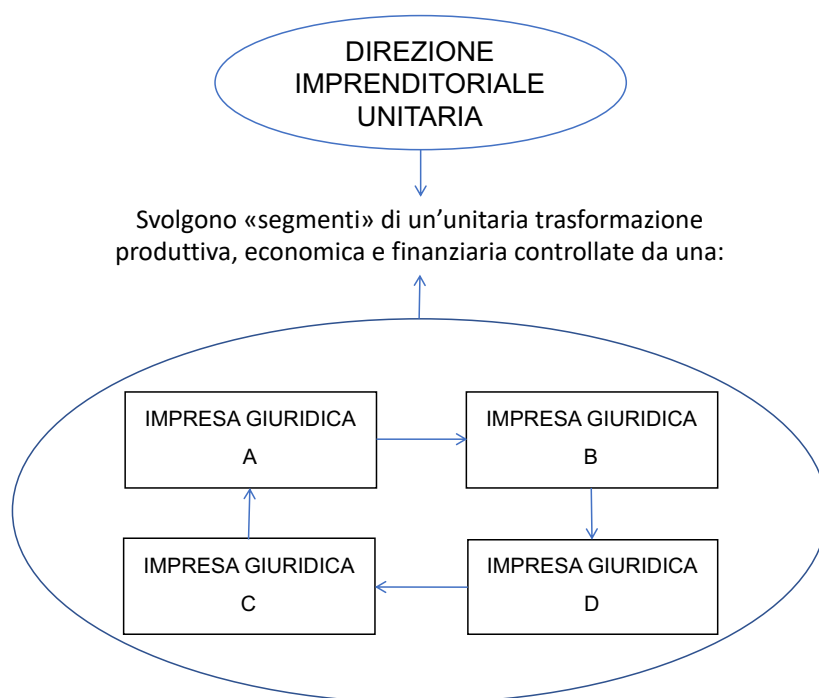 DIREZIONE
IMPRENDITORIALE
UNITARIA
Svolgono «segmenti» di un’unitaria trasformazione
produttiva, economica e finanziaria controllate da una:
IMPRESA GIURIDICA
A
IMPRESA GIURIDICA
B
IMPRESA GIURIDICA
C
IMPRESA GIURIDICA
D